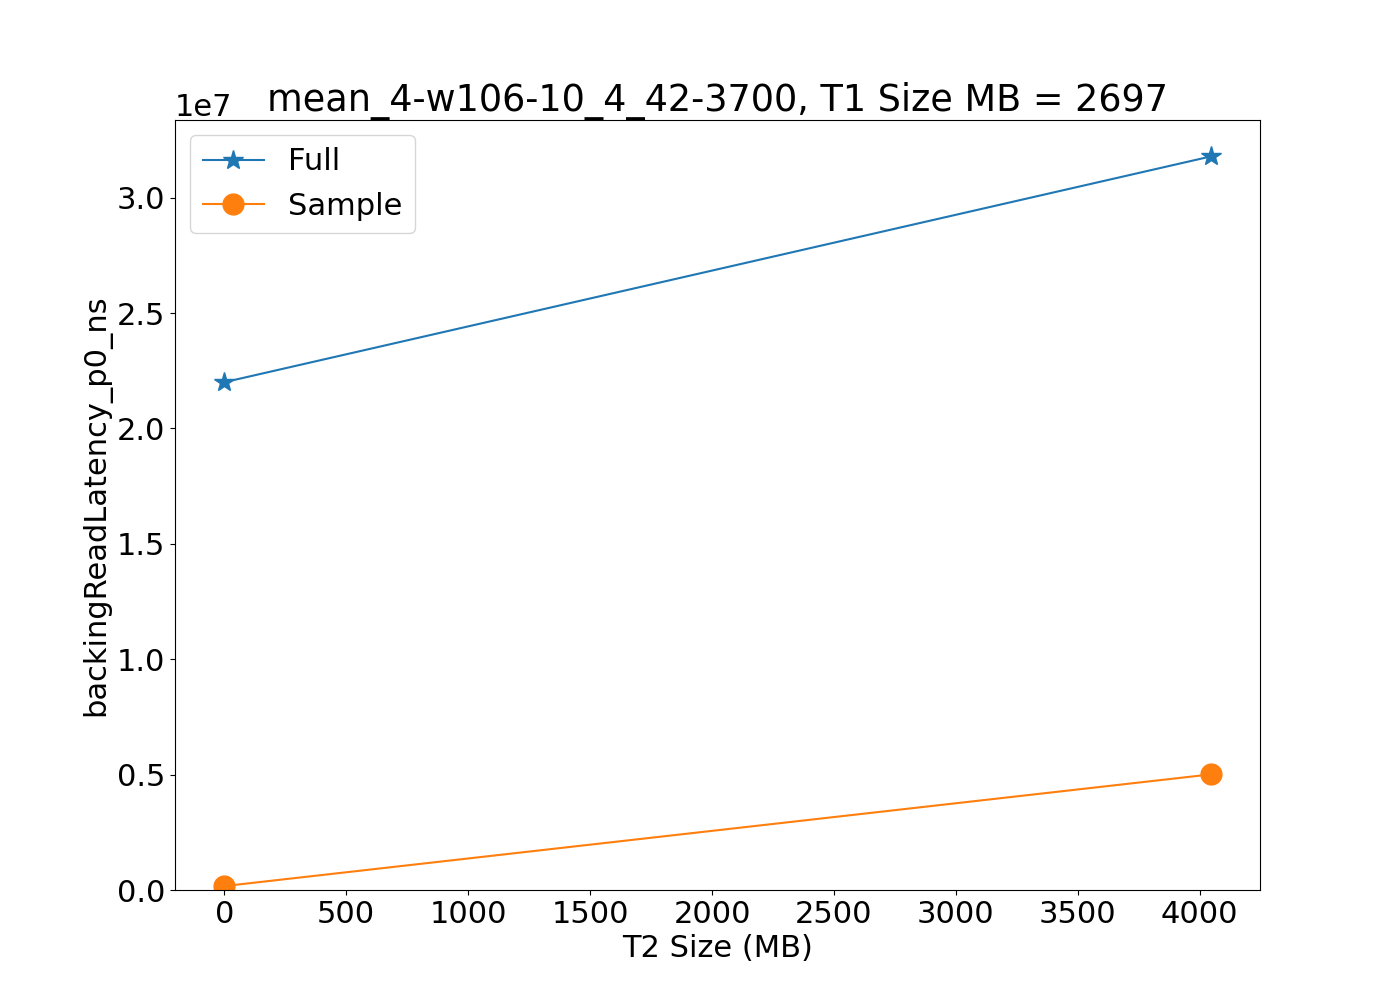 1e7
mean_4-w106-10_4_42-3700, T1 Size MB = 2697
Full
Sample
backingReadLatency_p0_ns
3.0
2.5
2.0
1.5
1.0
0.5
0.0
0 500 1000 1500 2000 2500 3000 3500 4000
T2 Size (MB)